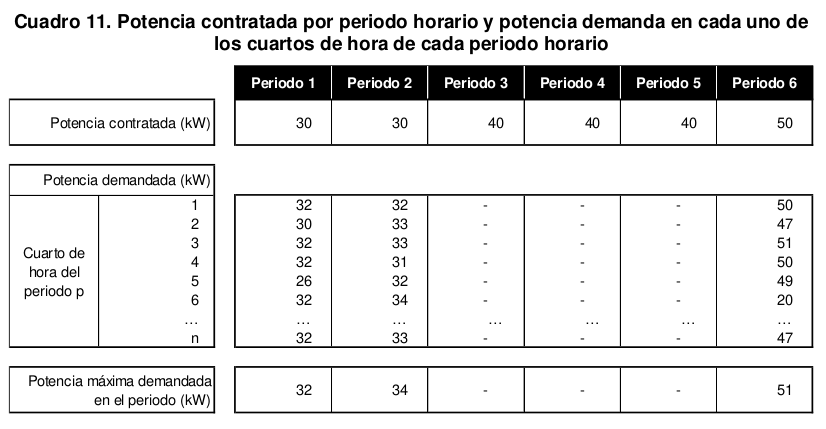 Cuadro 11. Potencia contratada por periodo horario y potencia demanda en cada uno de
los cuartos de hora de cada periodo horario
Periodo 1 Periodo 2 Periodo 3 Periodo 4 Periodo 5 Periodo 6
Potencia contratada (kW) 30 30 40 40 40 50
Potencia demandada (kW)
Cuarto de hora del periodo p
1 32 32 - - - 50
2 30 33 - - - 47
3 32 33 - - - 51
4 32 31 - - - 50
5 26 32 - - - 49
6 32 34 - - - 20
… … … … … … …
n 32 33 - - - 47
Potencia máxima demandada
en el periodo (kW) 32 34 - - - 51